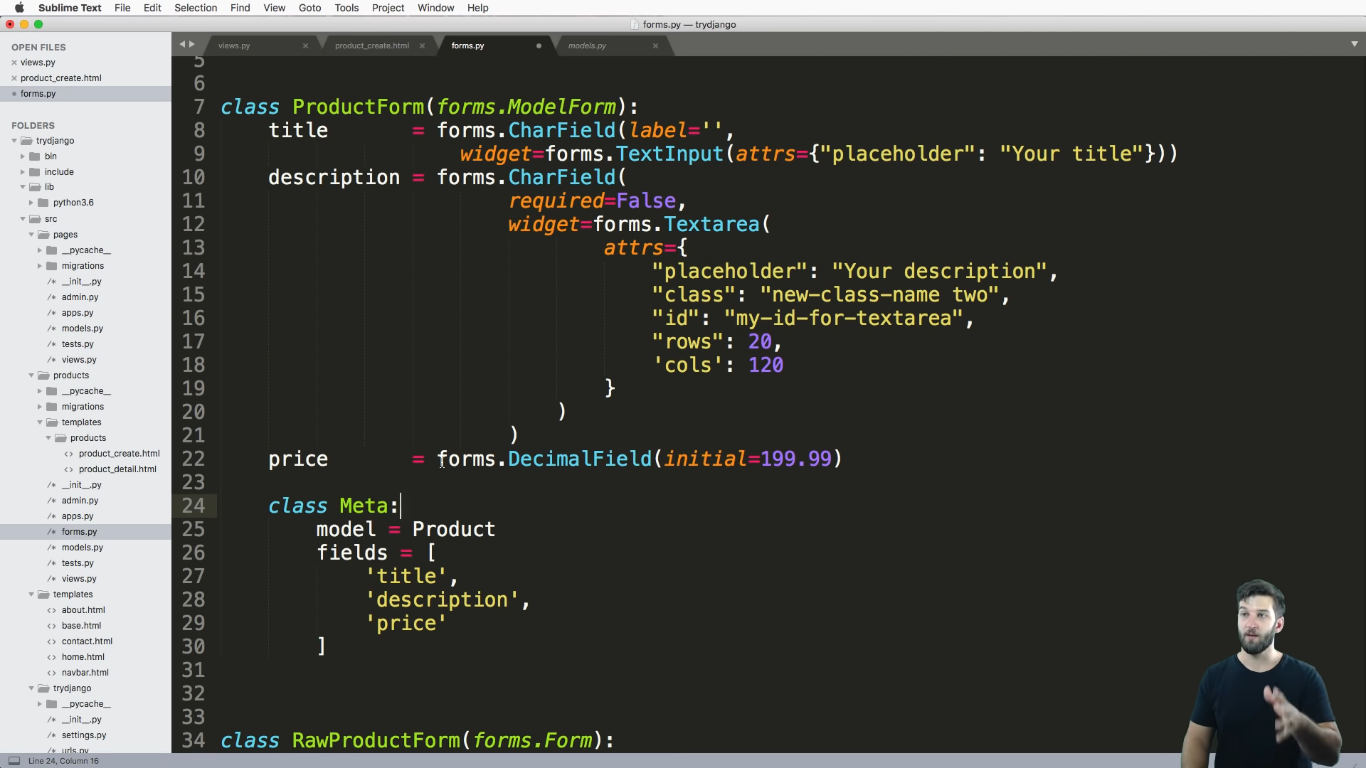 Sublime Text File Edit Selection Find View Goto Tools Project Window Help
forms.py — trydjango
OPEN FILES
views.py
product_create.html
forms.py
FOLDERS
trydjango
bin
include
lib
python3.6
src
pages
__pycache__
migrations
__init__.py
admin.py
apps.py
models.py
tests.py
views.py
products
__pycache__
migrations
templates
products
product_create.html
product_detail.html
__init__.py
admin.py
apps.py
forms.py
models.py
tests.py
views.py
templates
about.html
base.html
contact.html
home.html
navbar.html
trydjango
__pycache__
__init__.py
settings.py
urls.py
views.py product_create.html forms.py models.py
5
6
7 class ProductForm(forms.ModelForm):
8 title = forms.CharField(label='',
9 widget=forms.TextInput(attrs={"placeholder": "Your title"}))
10 description = forms.CharField(
11 required=False,
12 widget=forms.Textarea(
13 attrs={
14 "placeholder": "Your description",
15 "class": "new-class-name two",
16 "id": "my-id-for-textarea",
17 "rows": 20,
18 'cols': 120
19 }
20 )
21 )
22 price = forms.DecimalField(initial=199.99)
23
24 class Meta:
25 model = Product
26 fields = [
27 'title',
28 'description',
29 'price'
30 ]
31
32
33
34 class RawProductForm(forms.Form):
Line 24, Column 16